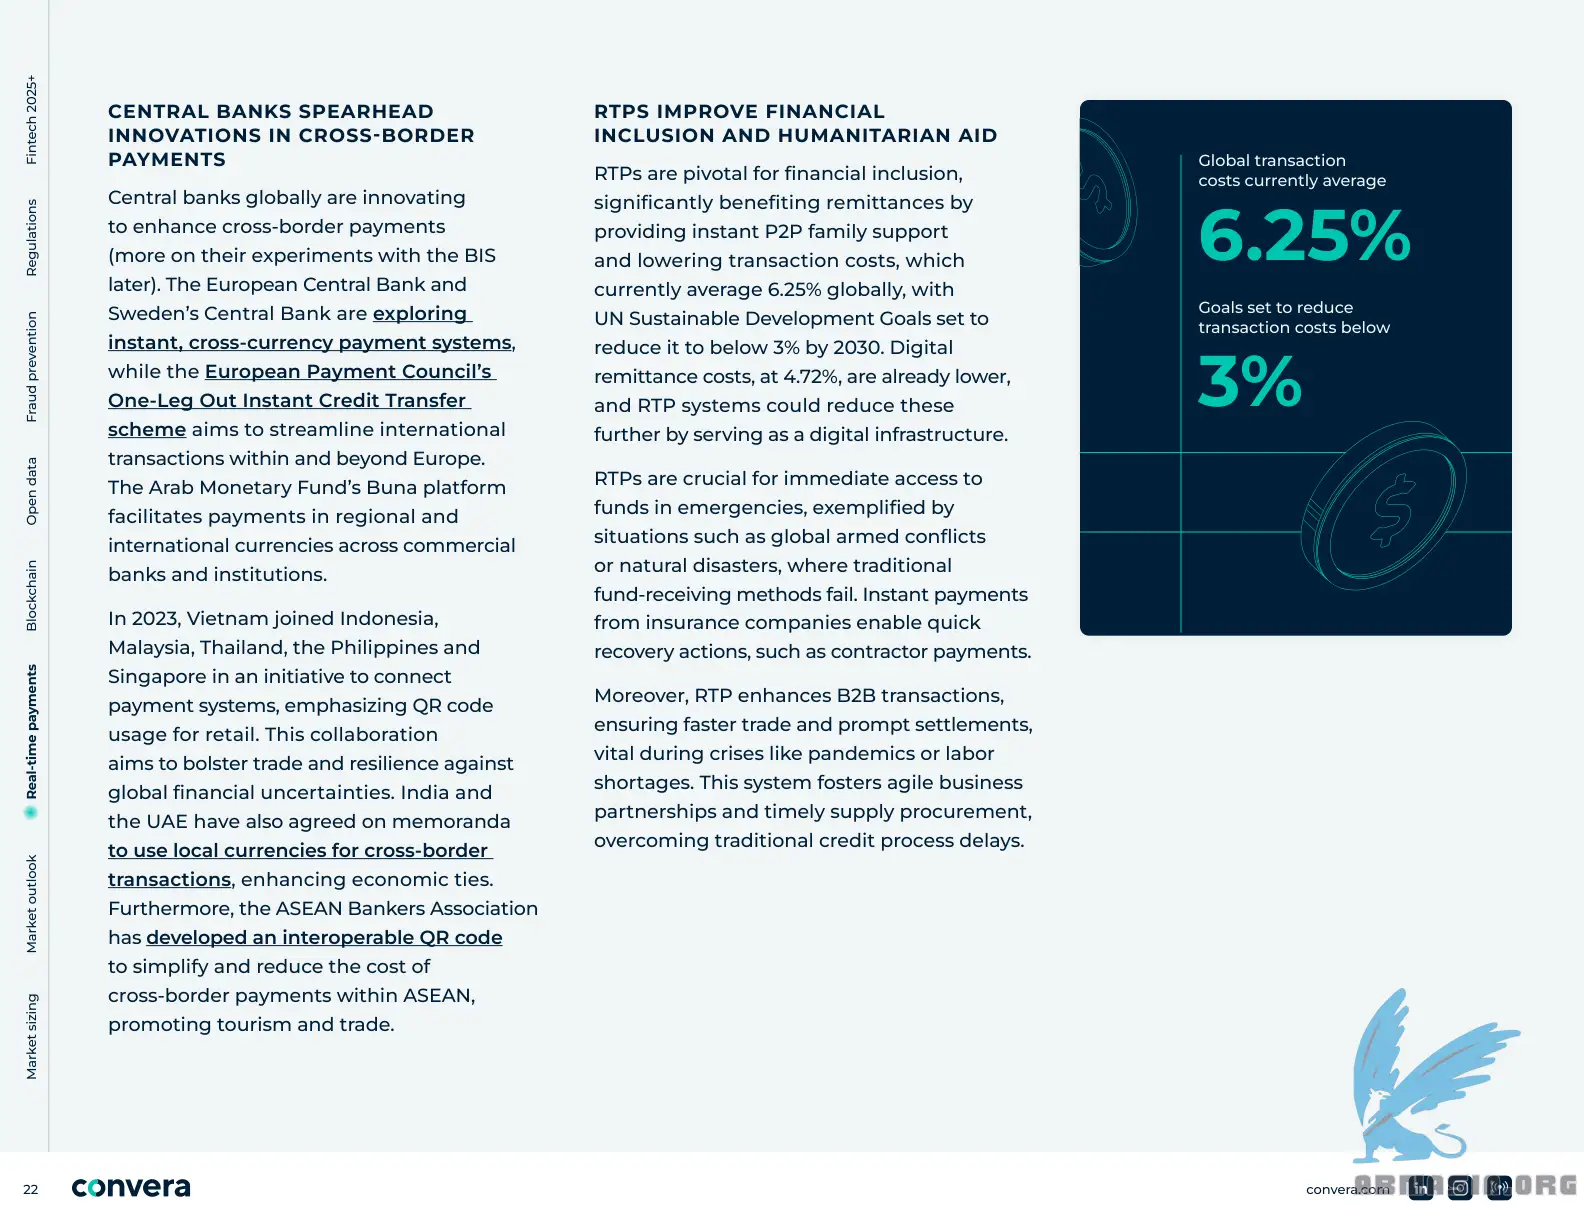 Fintech 2025+
Regulations
Fraud prevention
Open data
Blockchain
Real-time payments
Market outlook
Market sizing
CENTRAL BANKS SPEARHEAD
INNOVATIONS IN CROSS-BORDER
PAYMENTS
Central banks globally are innovating
to enhance cross-border payments
(more on their experiments with the BIS
later). The European Central Bank and
Sweden’s Central Bank are exploring
instant, cross-currency payment systems,
while the European Payment Council’s
One-Leg Out Instant Credit Transfer
scheme aims to streamline international
transactions within and beyond Europe.
The Arab Monetary Fund’s Buna platform
facilitates payments in regional and
international currencies across commercial
banks and institutions.
In 2023, Vietnam joined Indonesia,
Malaysia, Thailand, the Philippines and
Singapore in an initiative to connect
payment systems, emphasizing QR code
usage for retail. This collaboration
aims to bolster trade and resilience against
global financial uncertainties. India and
the UAE have also agreed on memoranda
to use local currencies for cross-border
transactions, enhancing economic ties.
Furthermore, the ASEAN Bankers Association
has developed an interoperable QR code
to simplify and reduce the cost of
cross-border payments within ASEAN,
promoting tourism and trade.
RTPS IMPROVE FINANCIAL
INCLUSION AND HUMANITARIAN AID
RTPs are pivotal for financial inclusion,
significantly benefiting remittances by
providing instant P2P family support
and lowering transaction costs, which
currently average 6.25% globally, with
UN Sustainable Development Goals set to
reduce it to below 3% by 2030. Digital
remittance costs, at 4.72%, are already lower,
and RTP systems could reduce these
further by serving as a digital infrastructure.
RTPs are crucial for immediate access to
funds in emergencies, exemplified by
situations such as global armed conflicts
or natural disasters, where traditional
fund-receiving methods fail. Instant payments
from insurance companies enable quick
recovery actions, such as contractor payments.
Moreover, RTP enhances B2B transactions,
ensuring faster trade and prompt settlements,
vital during crises like pandemics or labor
shortages. This system fosters agile business
partnerships and timely supply procurement,
overcoming traditional credit process delays.
Global transaction
costs currently average
6.25%
Goals set to reduce
transaction costs below
3%
22
convera
convera.com
in